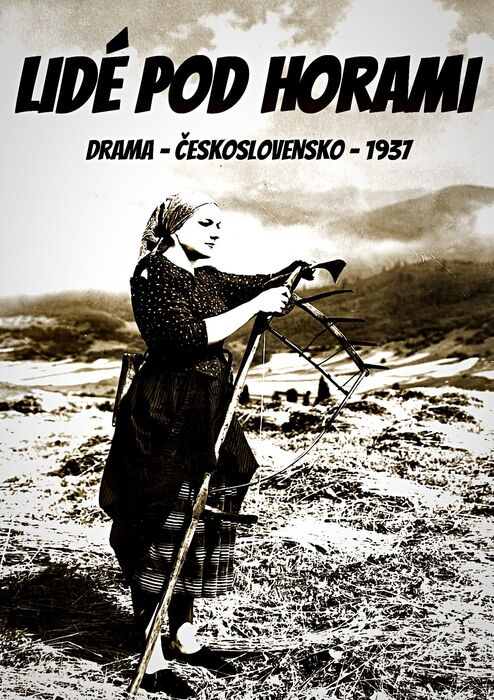 LIDÉ POD HORAMI
DRAMA - ČESKOSLOVENSKO - 1937